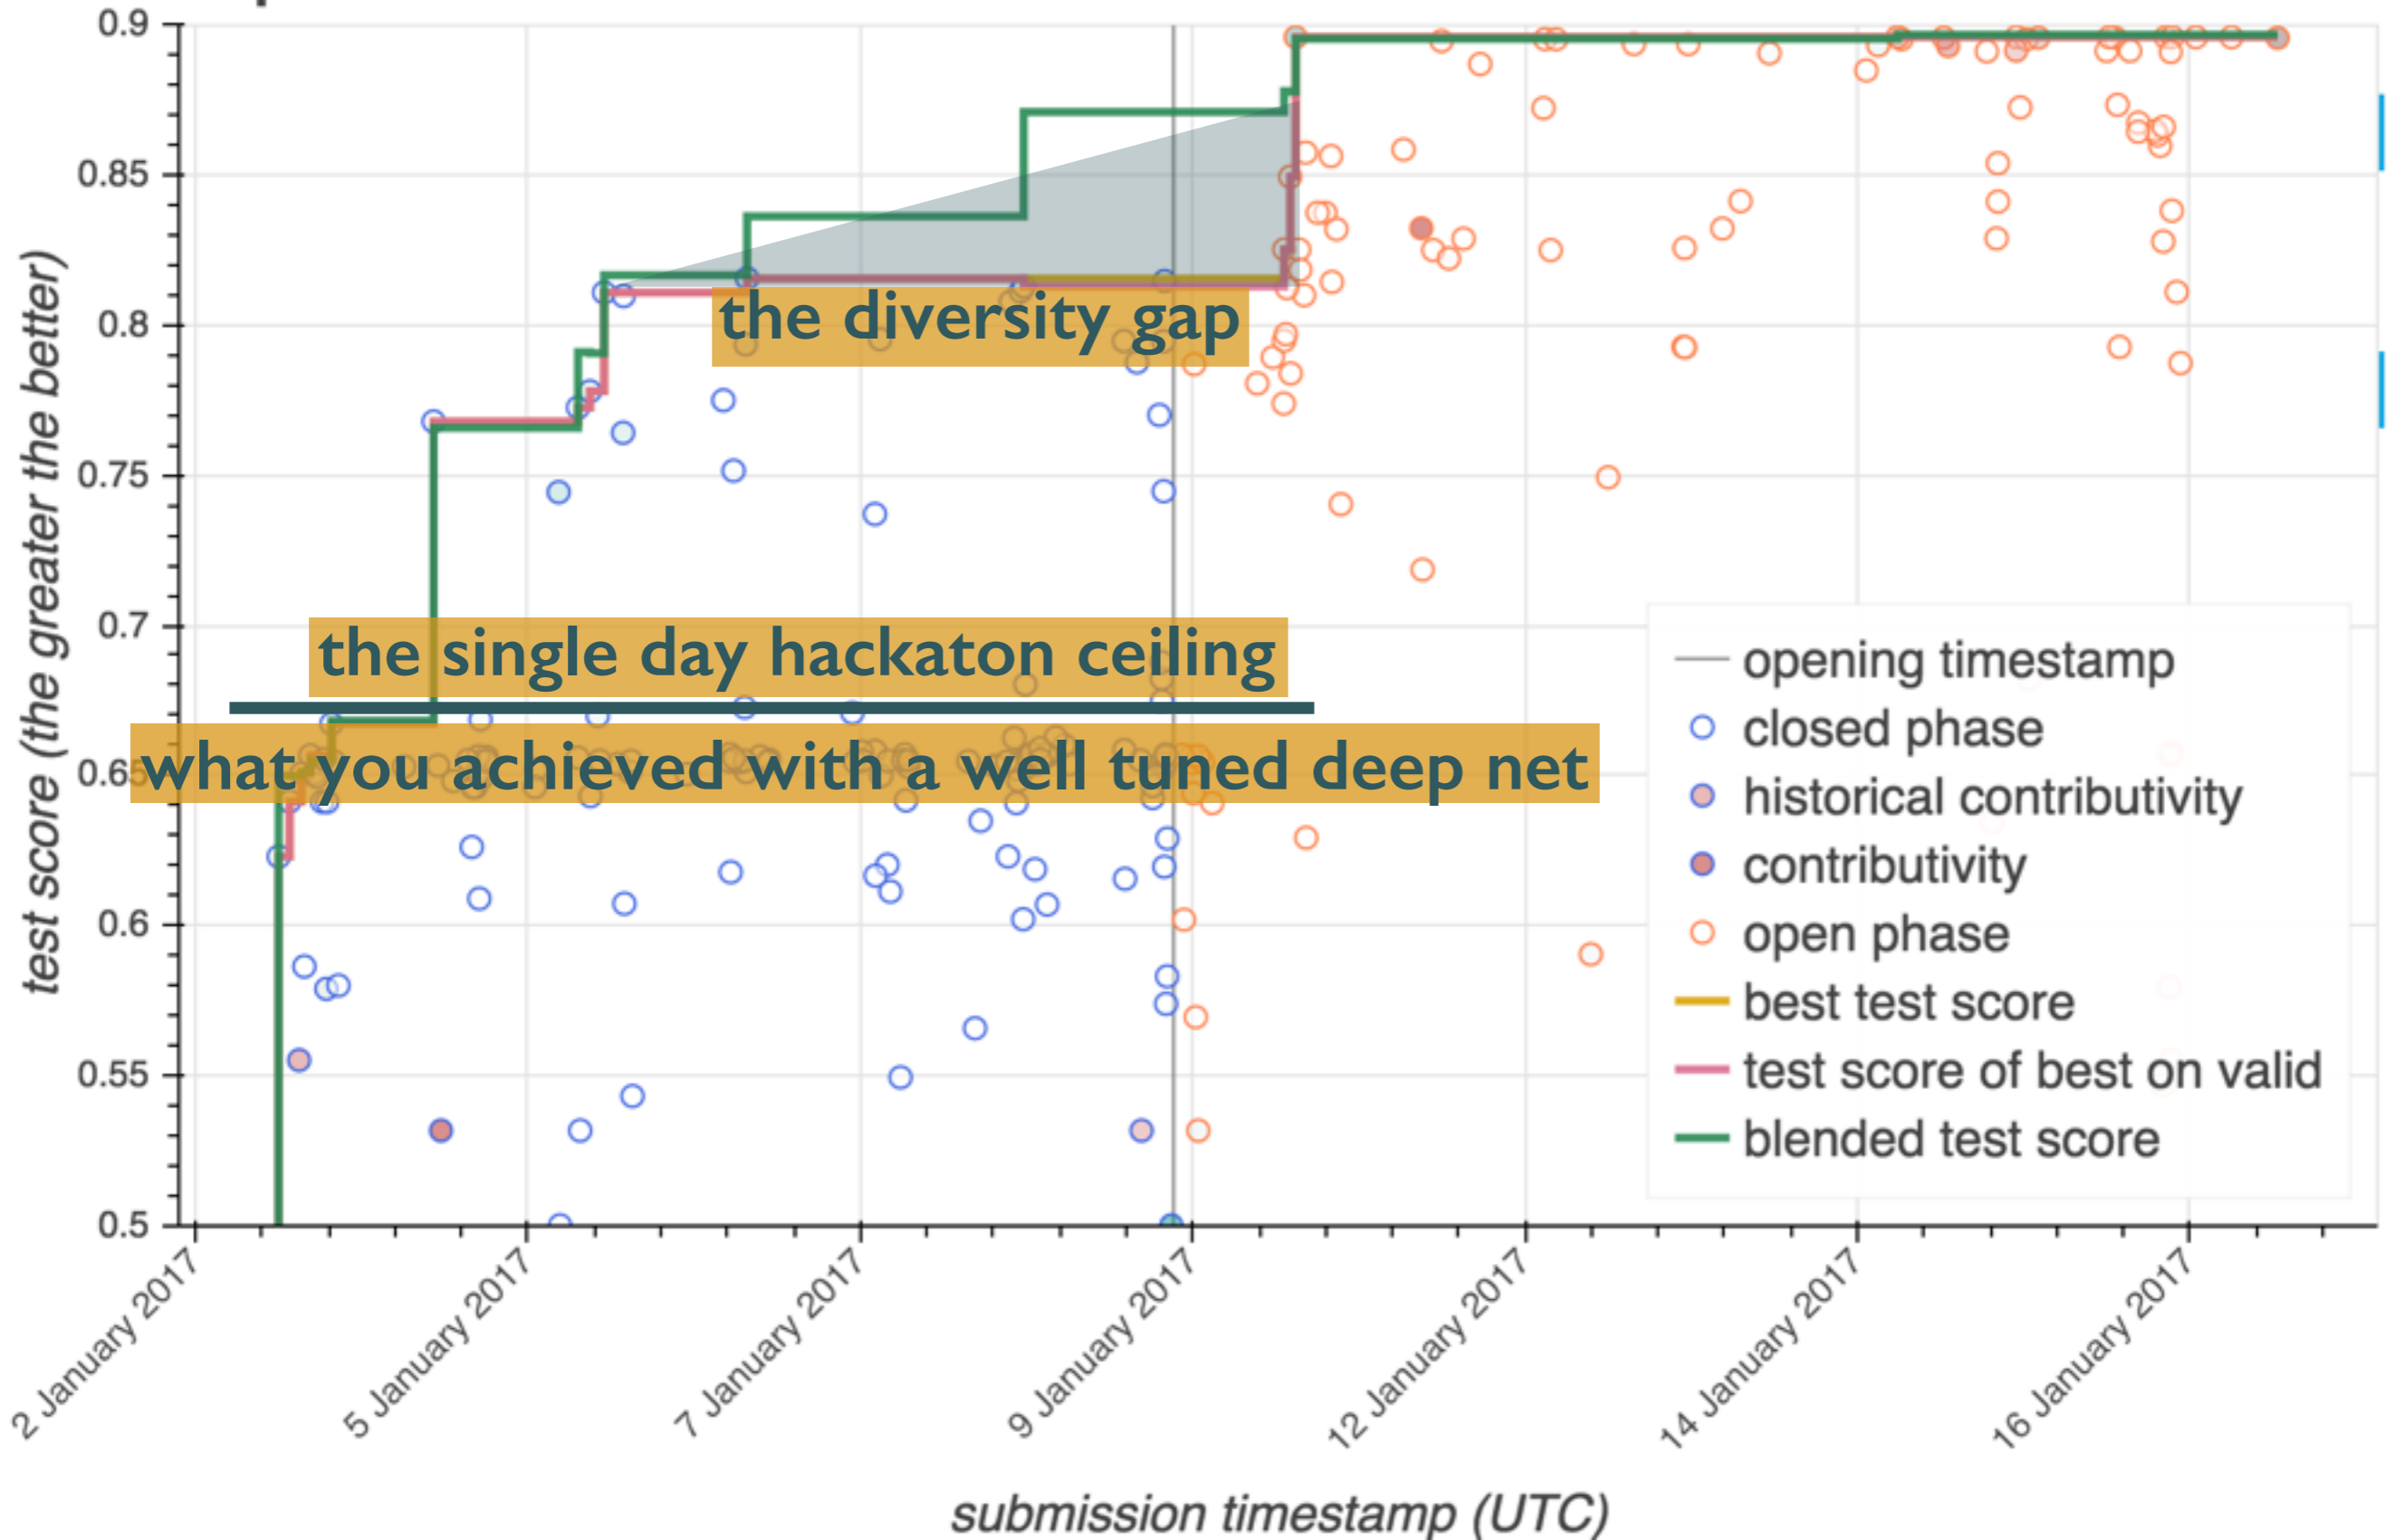 0.9
0.85
0.8
0.75
0.7
0.65
0.6
0.55
0.5
test score (the greater the better)
the diversity gap
the single day hackaton ceiling
what you achieved with a well tuned deep net
opening timestamp
closed phase
historical contributivity
contributivity
open phase
best test score
test score of best on valid
blended test score
2 January 2017
5 January 2017
7 January 2017
9 January 2017
12 January 2017
14 January 2017
16 January 2017
submission timestamp (UTC)